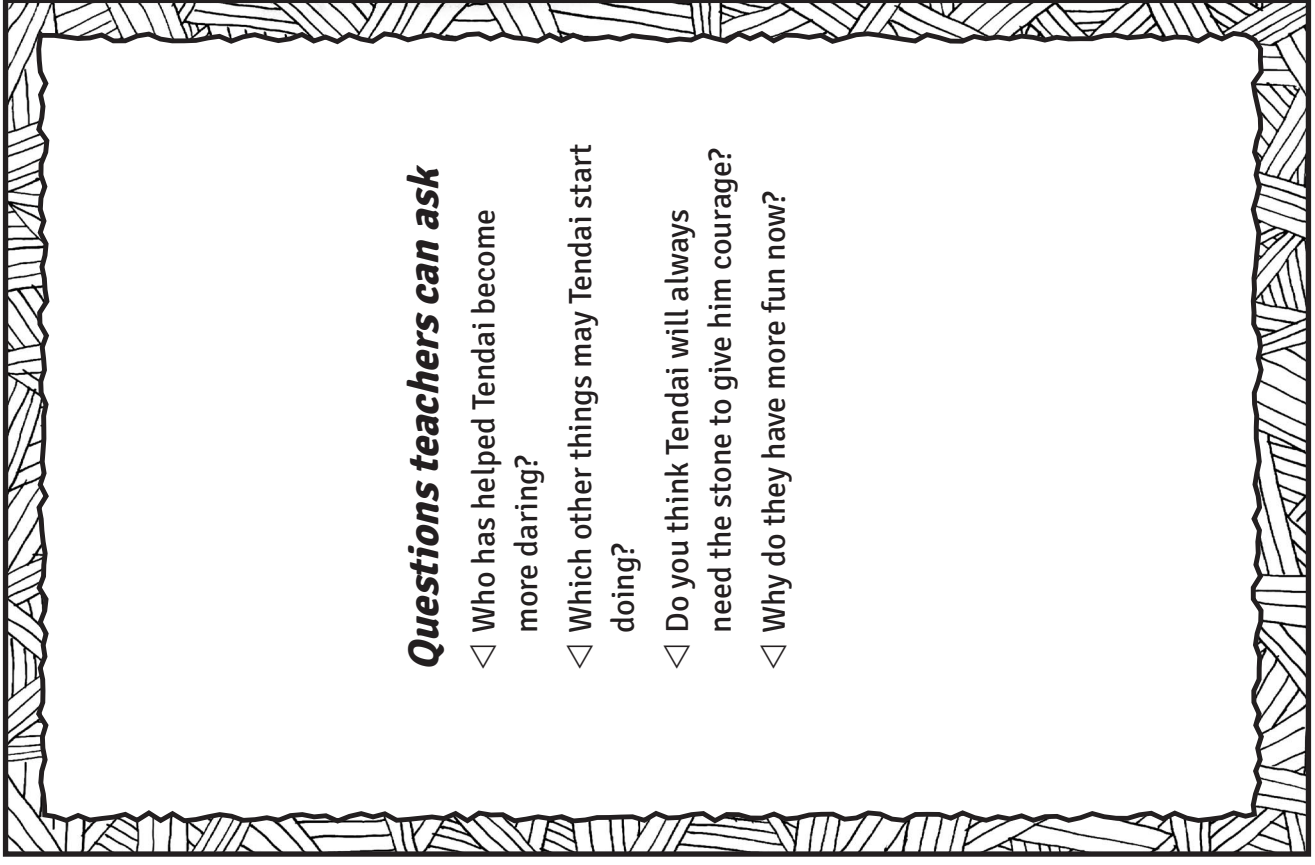 Questions teachers can ask
◁ Who has helped Tendai become
more daring?
◁ Which other things may Tendai start
doing?
◁ Do you think Tendai will always
need the stone to give him courage?
◁ Why do they have more fun now?